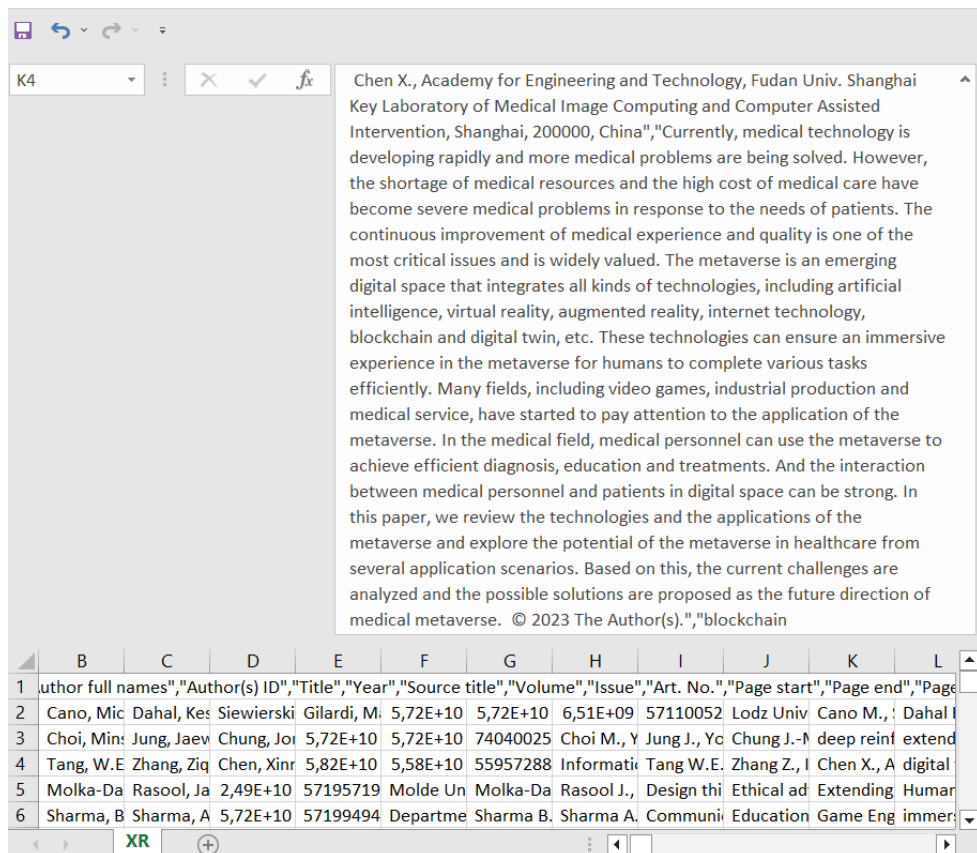 K4
fx
Chen X., Academy for Engineering and Technology, Fudan Univ. Shanghai
Key Laboratory of Medical Image Computing and Computer Assisted
Intervention, Shanghai, 200000, China","Currently, medical technology is
developing rapidly and more medical problems are being solved. However,
the shortage of medical resources and the high cost of medical care have
become severe medical problems in response to the needs of patients. The
continuous improvement of medical experience and quality is one of the
most critical issues and is widely valued. The metaverse is an emerging
digital space that integrates all kinds of technologies, including artificial
intelligence, virtual reality, augmented reality, internet technology,
blockchain and digital twin, etc. These technologies can ensure an immersive
experience in the metaverse for humans to complete various tasks
efficiently. Many fields, including video games, industrial production and
medical service, have started to pay attention to the application of the
metaverse. In the medical field, medical personnel can use the metaverse to
achieve efficient diagnosis, education and treatments. And the interaction
between medical personnel and patients in digital space can be strong. In
this paper, we review the technologies and the applications of the
metaverse and explore the potential of the metaverse in healthcare from
several application scenarios. Based on this, the current challenges are
analyzed and the possible solutions are proposed as the future direction of
medical metaverse. © 2023 The Author(s).","blockchain
B C D E F G H I J K L
1 uthor full names","Author(s) ID","Title","Year","Source title","Volume","Issue","Art. No.","Page start","Page end","Page
2 Cano, Mic Dahal, Kes Siewierski Gilardi, Ma 5,72E+10 5,72E+10 6,51E+09 57110052 Lodz Univ Cano M., Dahal
3 Choi, Mins Jung, Jaew Chung, Jo 5,72E+10 5,72E+10 74040025 Choi M., Y Jung J., Yo Chung J.- deep reinf extend
4 Tang, W.E Zhang, Ziq Chen, Xinr 5,82E+10 5,58E+10 55957288 Informati Tang W.E. Zhang Z., Chen X., A digital
5 Molka-Da Rasool, Ja 2,49E+10 57195719 Molde Un Molka-Da Rasool J., Design thi Ethical ad Extending Human
6 Sharma, B Sharma, A 5,72E+10 57199494 Departme Sharma B. Sharma A. Communi Education Game Eng immer
XR